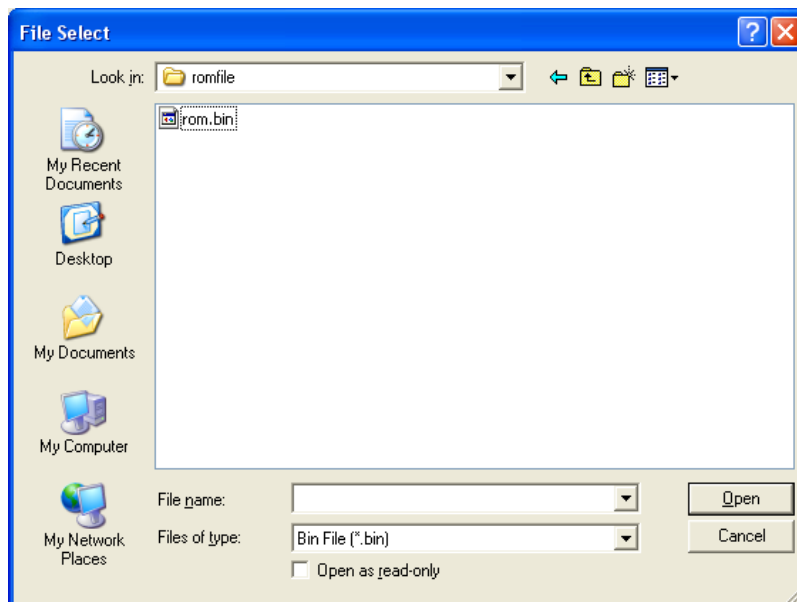 File Select
Look in: romfile
rom.bin
My Recent
Documents
Desktop
My Documents
My Computer
My Network
Places
File name:
Open
Files of type: Bin File (*.bin)
Cancel
Open as read-only